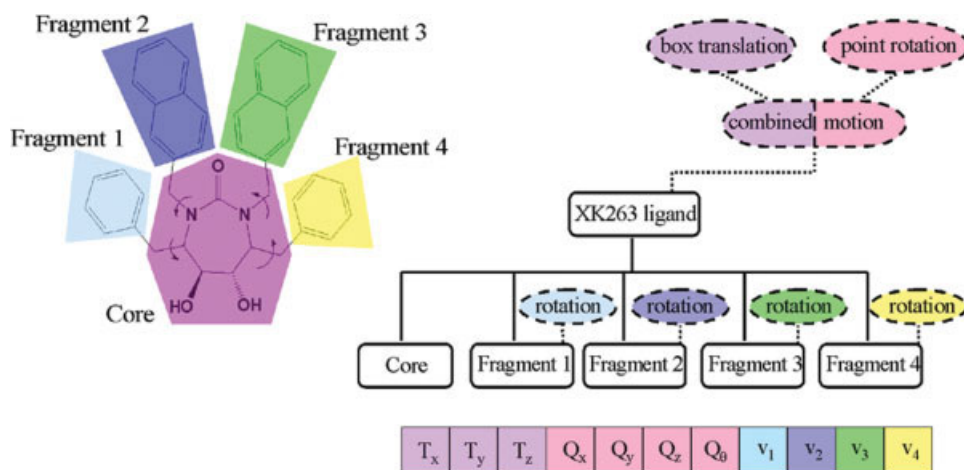 Fragment 2
Fragment 3
Fragment 1
Fragment 4
O
N N
HO OH
Core
box translation
point rotation
combined motion
XK263 ligand
rotation rotation rotation rotation
Core Fragment 1 Fragment 2 Fragment 3 Fragment 4
Tx Ty Tz Qx Qy Qz Qθ v1 v2 v3 v4